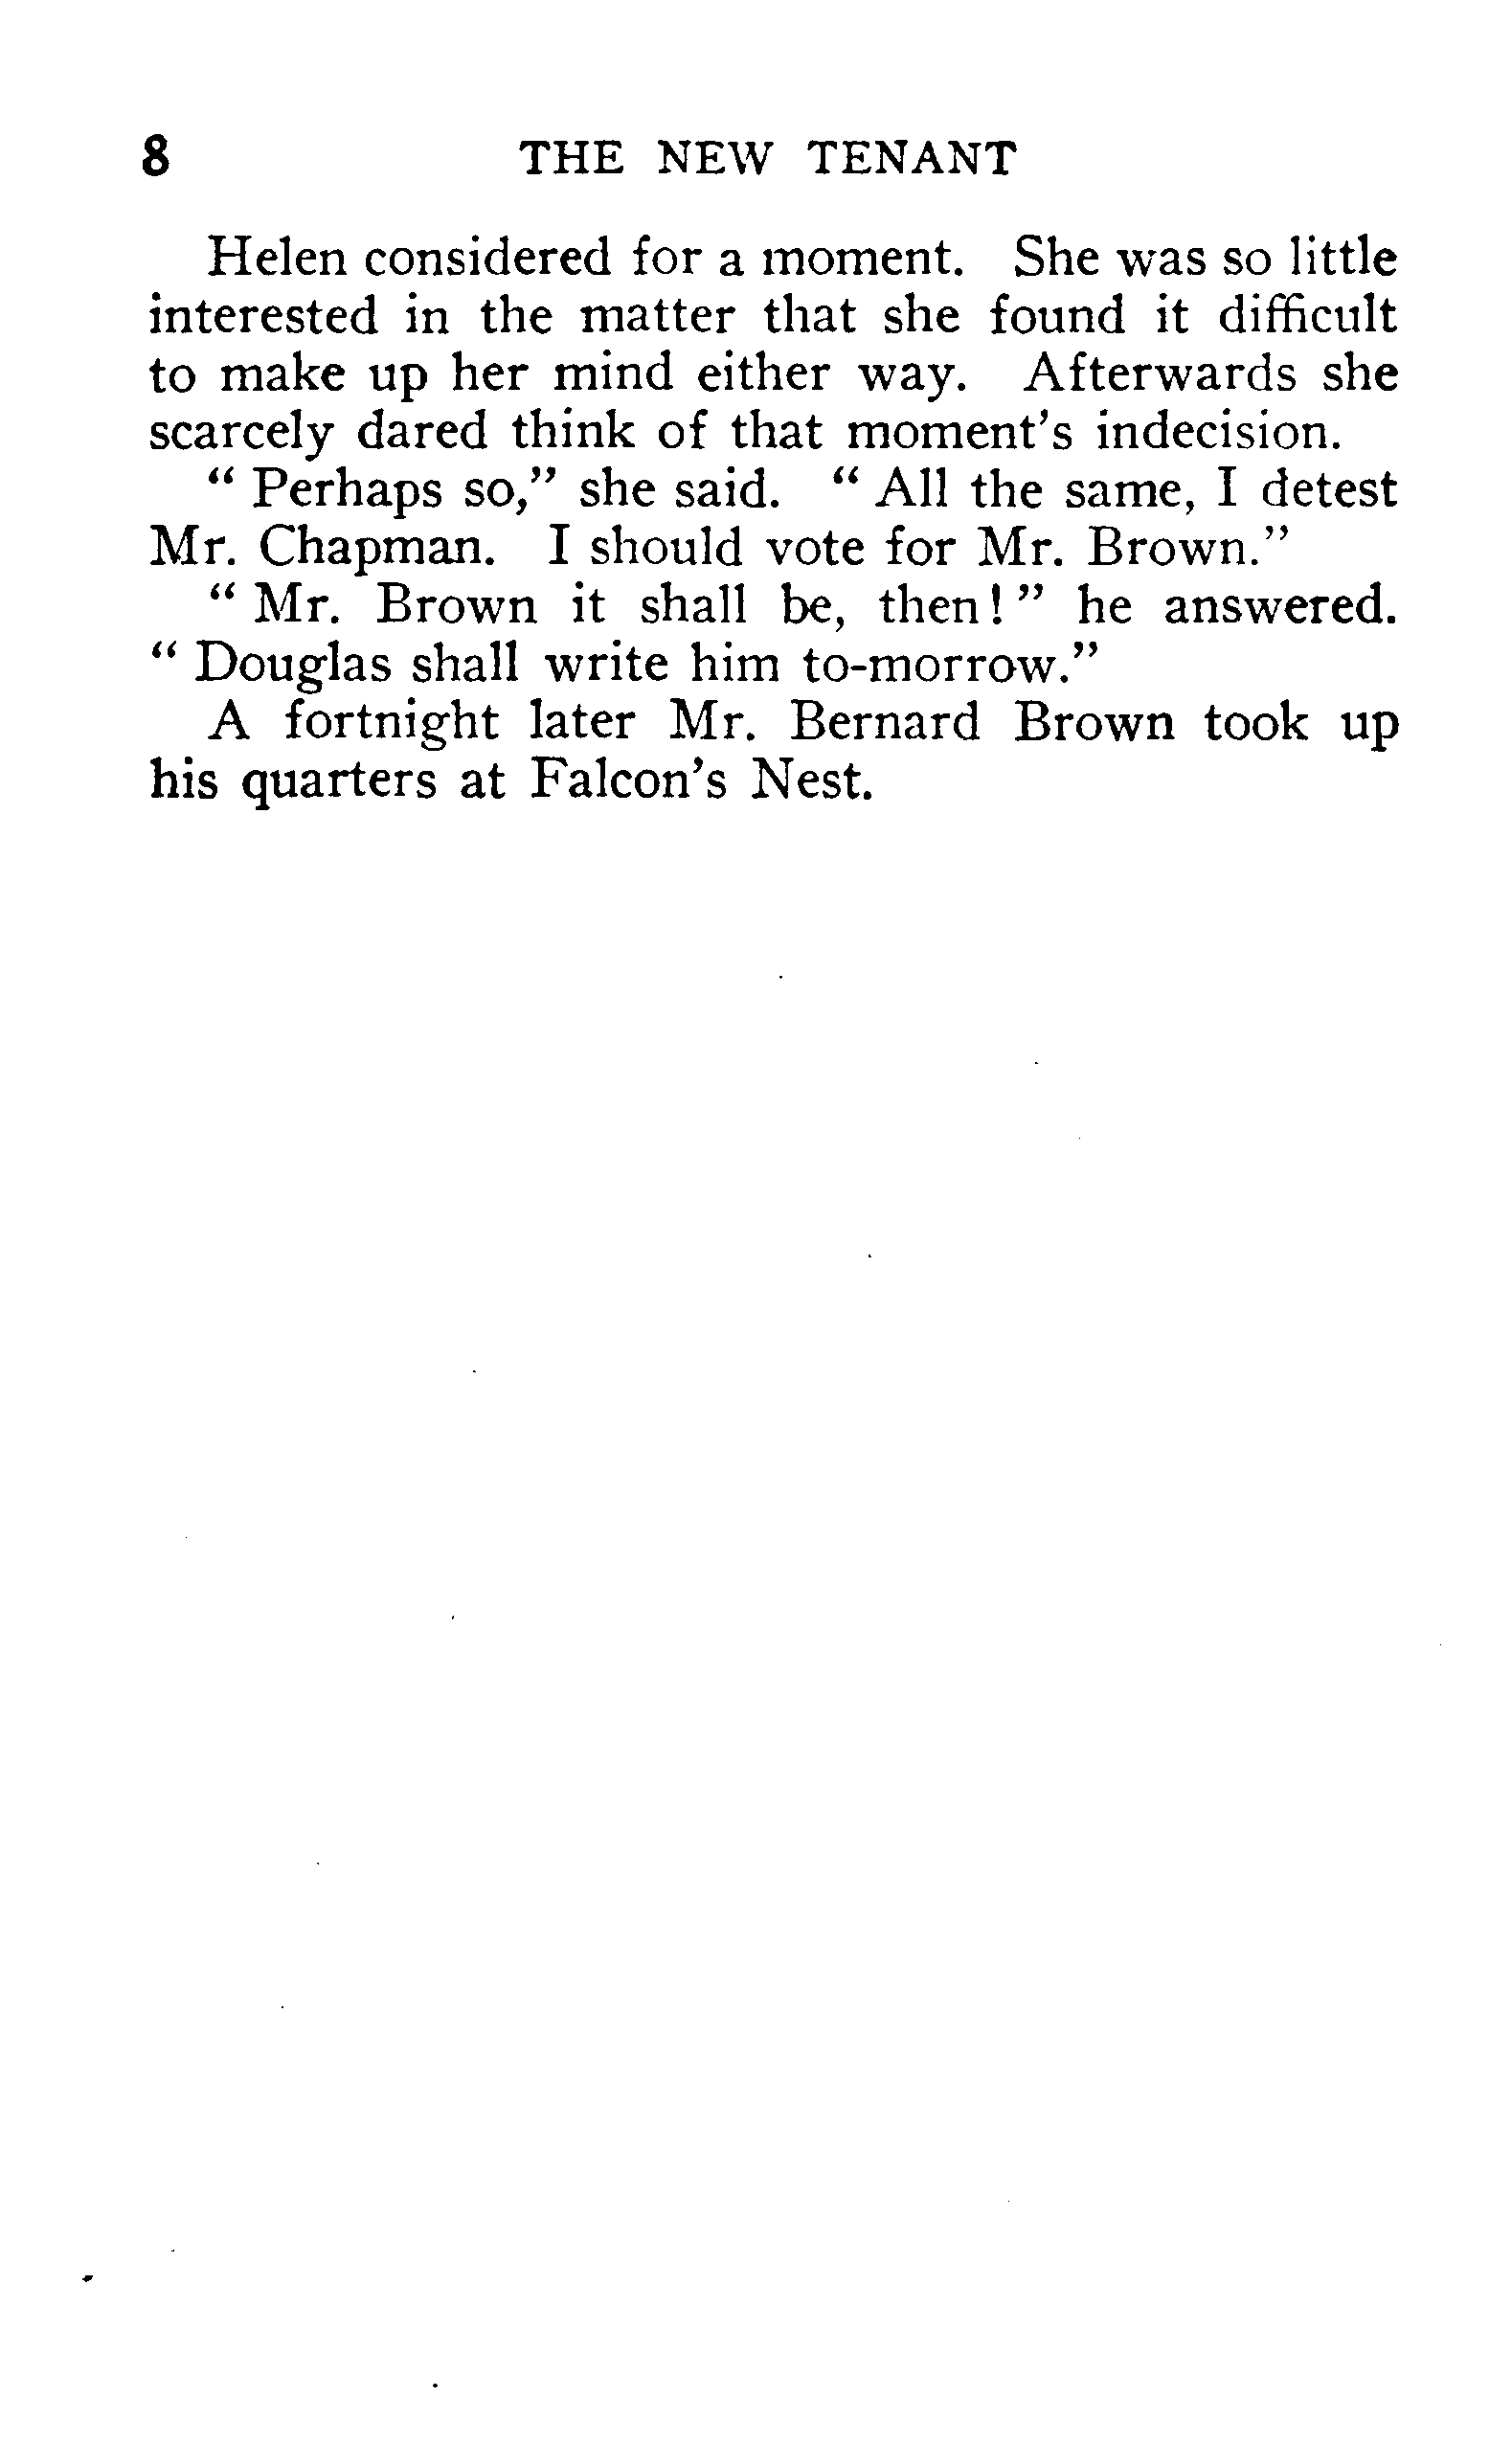 8 THE NEW TENANT
Helen considered for a moment. She was so little
interested in the matter that she found it difficult
to make up her mind either way. Afterwards she
scarcely dared think of that moment's indecision.
“ Perhaps so,” she said. “ All the same, I detest
Mr. Chapman. I should vote for Mr. Brown.”
“ Mr. Brown it shall be, then! ” he answered.
“ Douglas shall write him to-morrow.”
A fortnight later Mr. Bernard Brown took up
his quarters at Falcon's Nest.